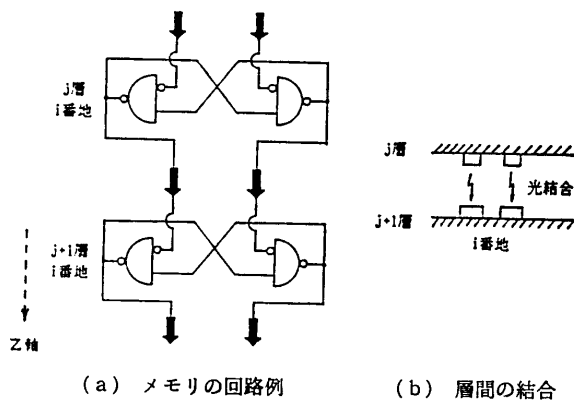 j層
i番地
j層
光結合
j+1層
i番地
j+1層
i番地
Z軸
(a) メモリの回路例
(b) 層間の結合